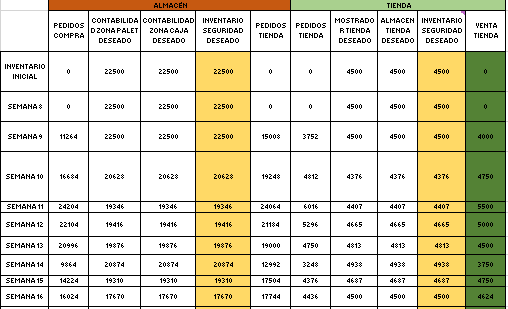 ALMACÉN TIENDA
PEDIDOS COMPRA CONTABILIDA D ZONA PALET DESEADO CONTABILIDAD ZONA CAJA DESEADO INVENTARIO SEGURIDAD DESEADO PEDIDOS TIENDA PEDIDOS TIENDA MOSTRADO R TIENDA DESEADO ALMACEN TIENDA DESEADO INVENTARIO SEGURIDAD DESEADO VENTA TIENDA
INVENTARIO INICIAL 0 22500 22500 22500 0 0 4500 4500 4500 0
SEMANA 8 0 22500 22500 22500 0 0 4500 4500 4500 0
SEMANA 9 11264 22500 22500 22500 15008 3752 4500 4500 4500 4000
SEMANA 10 16684 20628 20628 20628 19248 4812 4376 4376 4376 4750
SEMANA 11 24204 19346 19346 19346 24064 6016 4407 4407 4407 5500
SEMANA 12 22104 19416 19416 19416 21184 5296 4665 4665 4665 5000
SEMANA 13 20996 19876 19876 19876 19000 4750 4813 4813 4813 4500
SEMANA 14 9864 20874 20874 20874 12992 3248 4938 4938 4938 3750
SEMANA 15 14224 19310 19310 19310 17504 4376 4687 4687 4687 4750
SEMANA 16 16024 17670 17670 17670 17744 4436 4500 4500 4500 4624